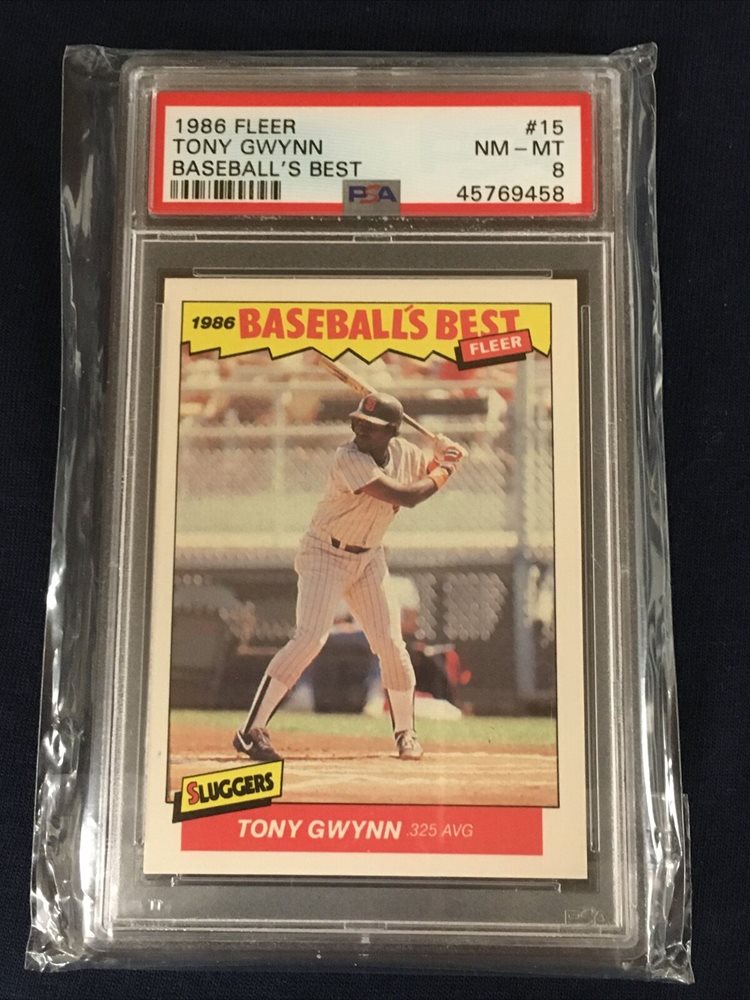 1986 FLEER #15
TONY GWYNN NM – MT
BASEBALL'S BEST 8
PSA 45769458
1986 BASEBALL'S BEST
FLEER
SLUGGERS
TONY GWYNN .325 AVG